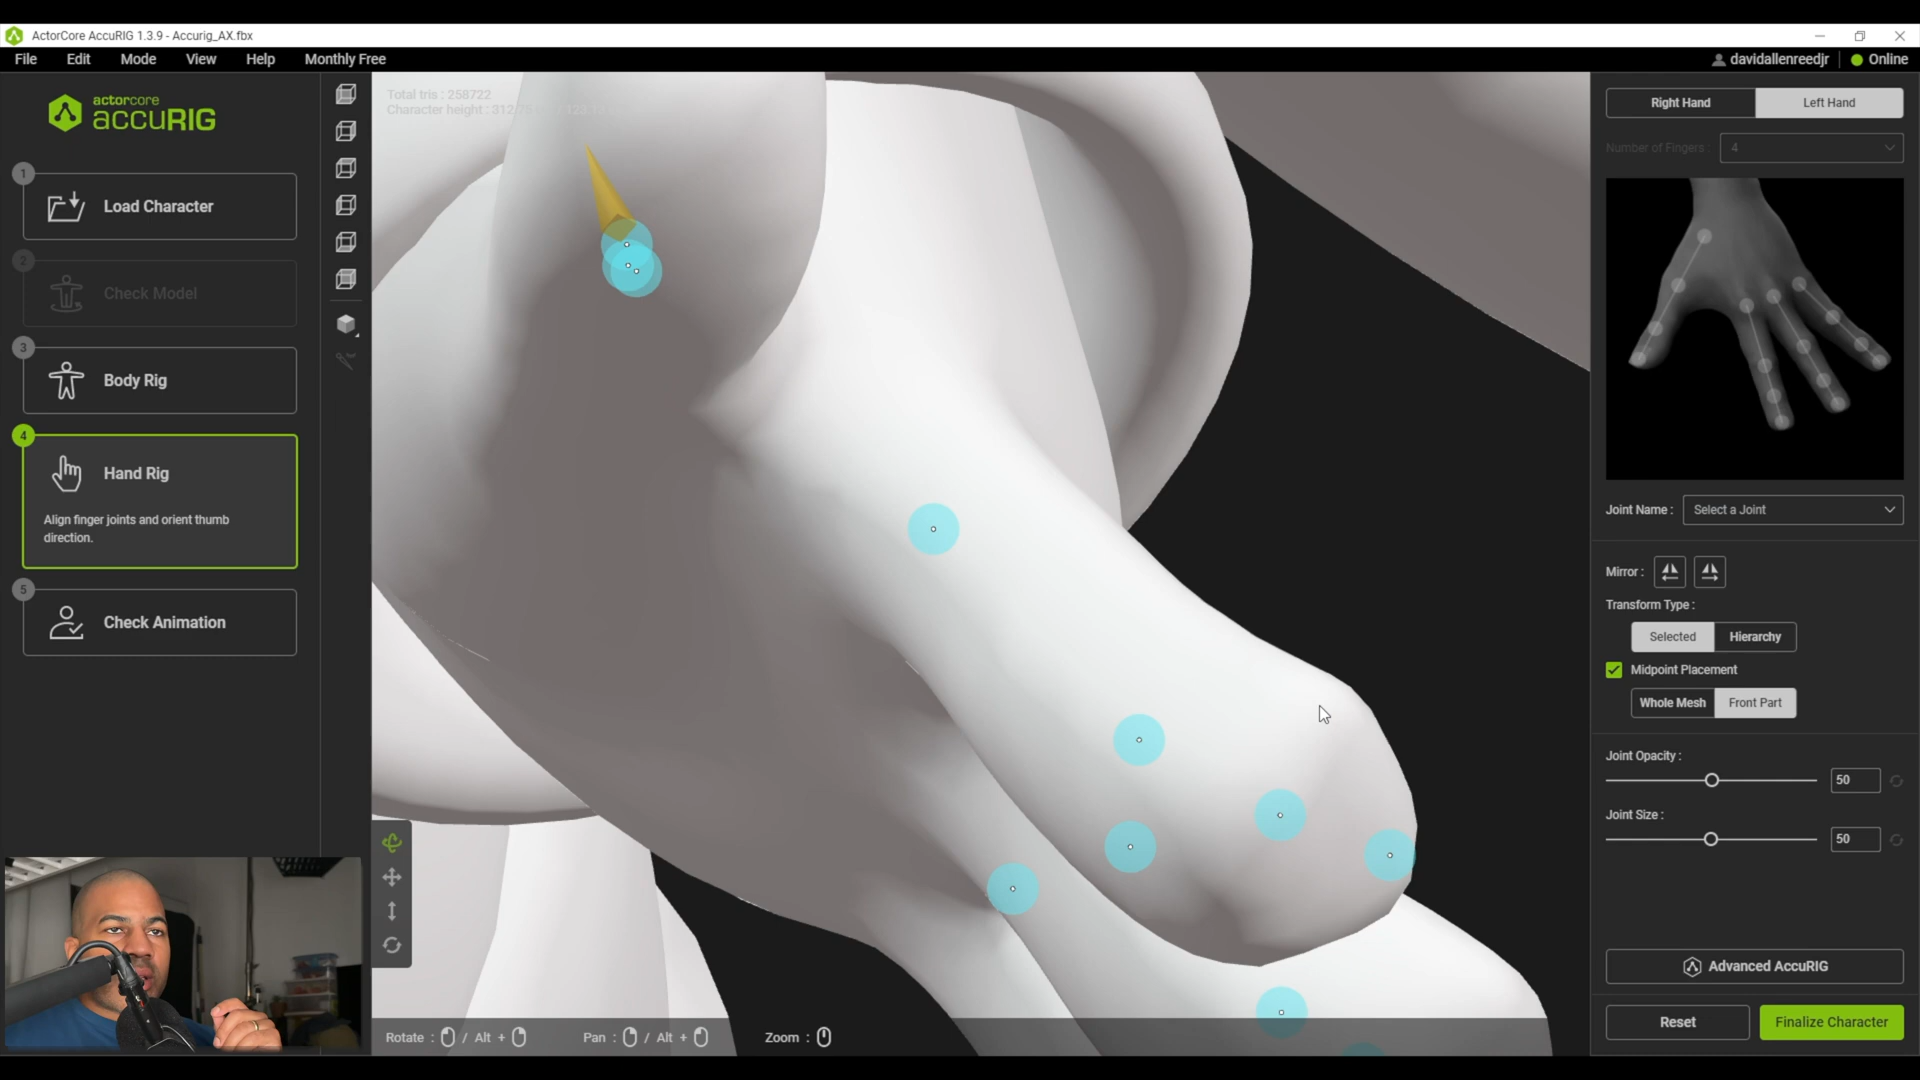 ActorCore AccuRIG 1.3.9 - Accurig_AX.fbx
File Edit Mode View Help Monthly Free
davidallenreedjr Online
actorcore
accuRIG
1
Load Character
2
Check Model
3
Body Rig
4
Hand Rig
Align finger joints and orient thumb
direction.
5
Check Animation
Total tris : 258722
Character height :
Right Hand Left Hand
Number of Fingers : 4
Joint Name : Select a Joint
Mirror :
Transform Type :
Selected Hierarchy
Midpoint Placement
Whole Mesh Front Part
Joint Opacity :
50
Joint Size :
50
Advanced AccuRIG
Reset Finalize Character
Rotate : / Alt + Pan : / Alt + Zoom :